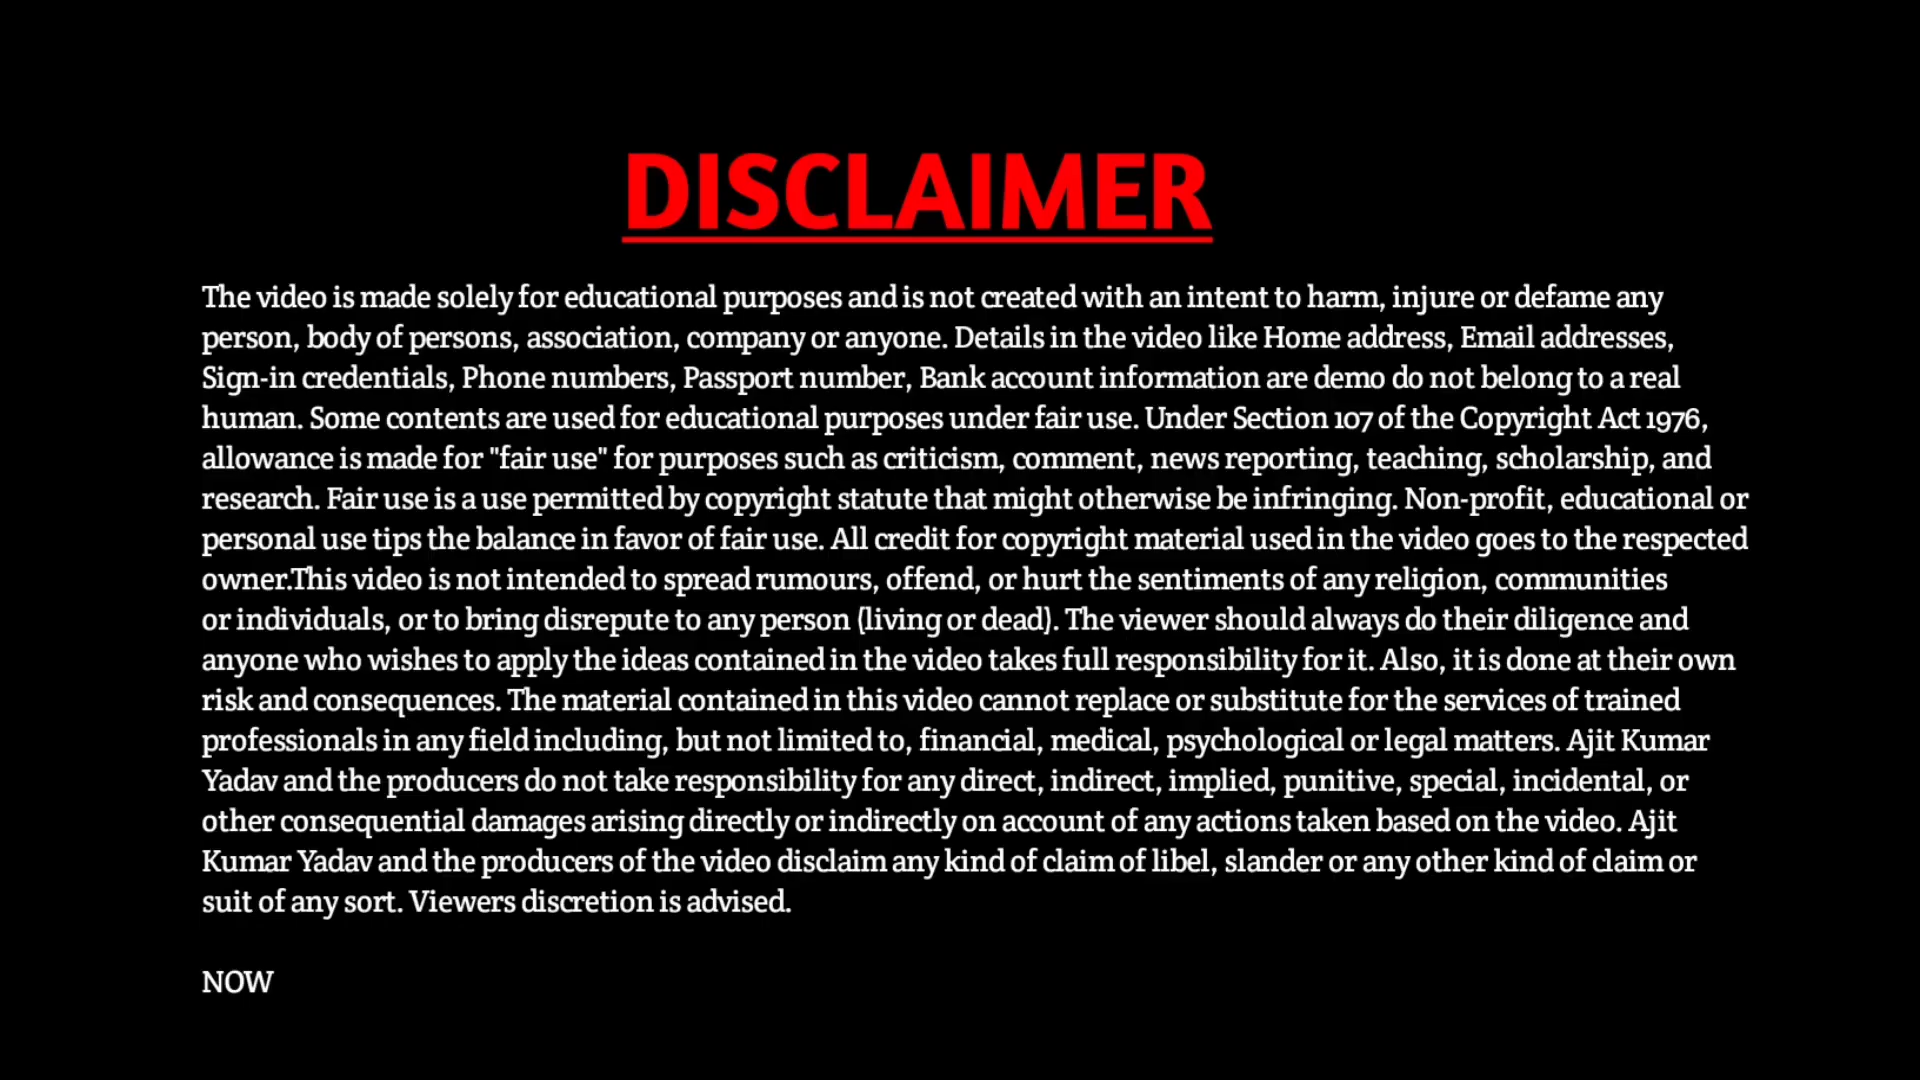 DISCLAIMER
The video is made solely for educational purposes and is not created with an intent to harm, injure or defame any
person, body of persons, association, company or anyone. Details in the video like Home address, Email addresses,
Sign-in credentials, Phone numbers, Passport number, Bank account information are demo do not belong to a real
human. Some contents are used for educational purposes under fair use. Under Section 107 of the Copyright Act 1976,
allowance is made for "fair use" for purposes such as criticism, comment, news reporting, teaching, scholarship, and
research. Fair use is a use permitted by copyright statute that might otherwise be infringing. Non-profit, educational or
personal use tips the balance in favor of fair use. All credit for copyright material used in the video goes to the respected
owner.This video is not intended to spread rumours, offend, or hurt the sentiments of any religion, communities
or individuals, or to bring disrepute to any person (living or dead). The viewer should always do their diligence and
anyone who wishes to apply the ideas contained in the video takes full responsibility for it. Also, it is done at their own
risk and consequences. The material contained in this video cannot replace or substitute for the services of trained
professionals in any field including, but not limited to, financial, medical, psychological or legal matters. Ajit Kumar
Yadav and the producers do not take responsibility for any direct, indirect, implied, punitive, special, incidental, or
other consequential damages arising directly or indirectly on account of any actions taken based on the video. Ajit
Kumar Yadav and the producers of the video disclaim any kind of claim of libel, slander or any other kind of claim or
suit of any sort. Viewers discretion is advised.
NOW